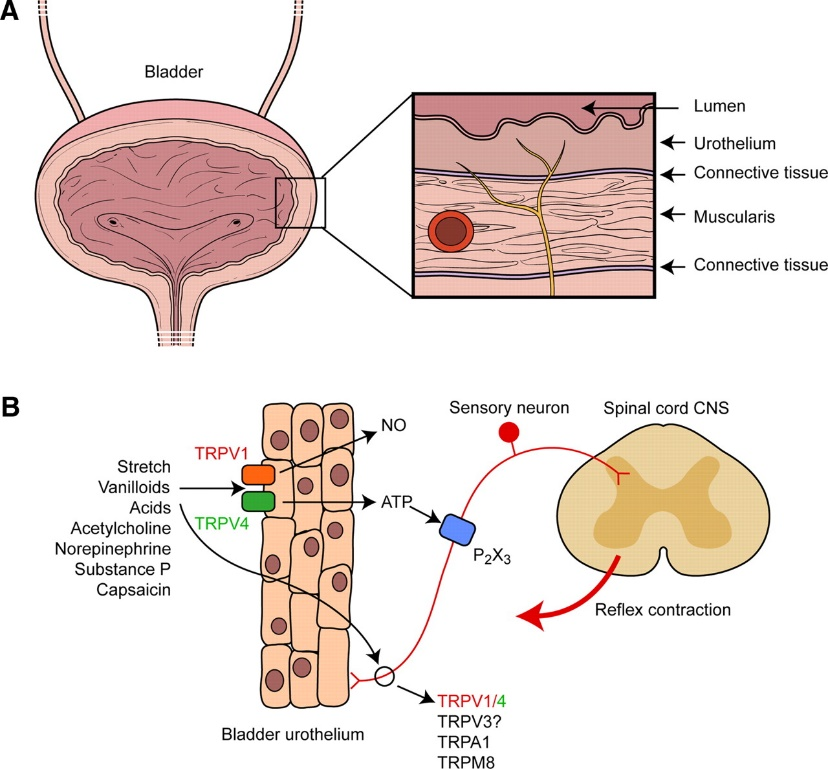 A
Bladder
Lumen
Urothelium
Connective tissue
Muscularis
Connective tissue
B
Sensory neuron
Spinal cord CNS
NO
TRPV1
Stretch
Vanilloids
Acids
Acetylcholine
Norepinephrine
Substance P
Capsaicin
TRPV4
ATP
P₂X₃
Reflex contraction
TRPV1/4
TRPV3?
TRPA1
TRPM8
Bladder urothelium